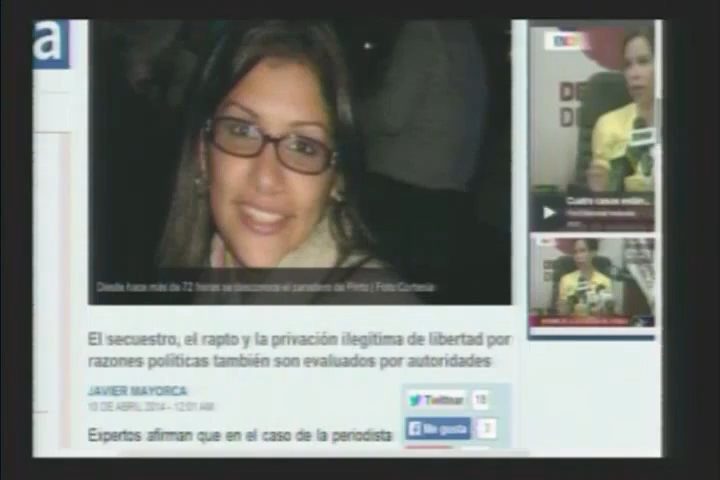 a
Desde hace más de 72 horas se desconoce el paradero de Pinto | Foto Cortesía
El secuestro, el rapto y la privación ilegítima de libertad por
razones políticas también son evaluados por autoridades
JAVIER MAYORCA
10 DE ABRIL 2014 - 12:01 AM
Twittear
18
Me gusta
Expertos afirman que en el caso de la periodista
Cuatro casos están...